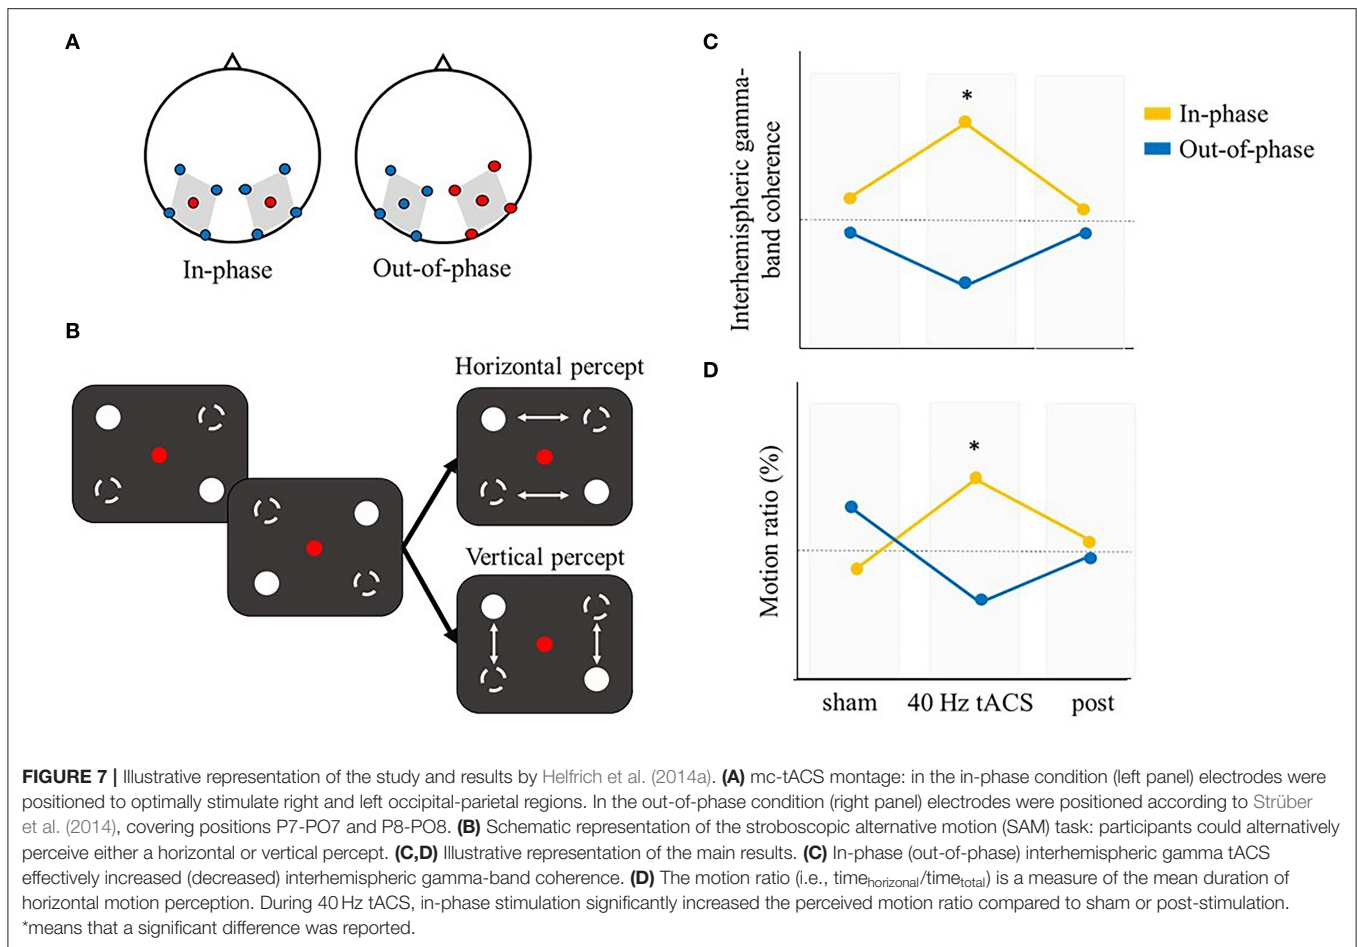 A
In-phase
Out-of-phase
B
Horizontal percept
Vertical percept
C
Interhemispheric gamma-
band coherence
*
In-phase
Out-of-phase
D
Motion ratio (%)
*
sham
40 Hz tACS
post
FIGURE 7 | Illustrative representation of the study and results by Helfrich et al. (2014a). (A) mc-tACS montage: in the in-phase condition (left panel) electrodes were
positioned to optimally stimulate right and left occipital-parietal regions. In the out-of-phase condition (right panel) electrodes were positioned according to Strüber
et al. (2014), covering positions P7-PO7 and P8-PO8. (B) Schematic representation of the stroboscopic alternative motion (SAM) task: participants could alternatively
perceive either a horizontal or vertical percept. (C,D) Illustrative representation of the main results. (C) In-phase (out-of-phase) interhemispheric gamma tACS
effectively increased (decreased) interhemispheric gamma-band coherence. (D) The motion ratio (i.e., timehorizonal/timetotal) is a measure of the mean duration of
horizontal motion perception. During 40 Hz tACS, in-phase stimulation significantly increased the perceived motion ratio compared to sham or post-stimulation.
*means that a significant difference was reported.